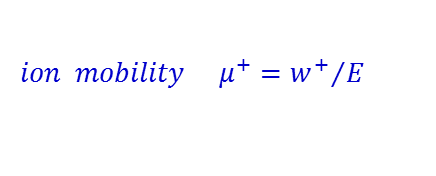 ion mobility μ⁺ = w⁺/E